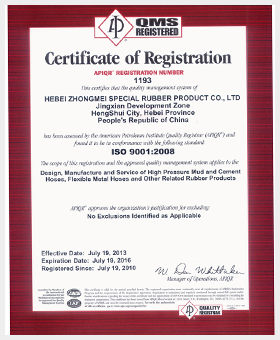 QMS
REGISTERED
Certificate of Registration
APIQR® REGISTRATION NUMBER
1193
This certifies that the quality management system of
HEBEI ZHONGMEI SPECIAL RUBBER PRODUCT CO., LTD
Jingxian Development Zone
HengShui City, Hebei Province
People's Republic of China
has been assessed by the American Petroleum Institute Quality Registrar (APIQR®) and
found it to be in conformance with the following standard:
ISO 9001:2008
The scope of this registration and the approved quality management system applies to the
Design, Manufacture and Service of High Pressure Mud and Cement
Hoses, Flexible Metal Hoses and Other Related Rubber Products
APIQR® approves the organization's justification for excluding:
No Exclusions Identified as Applicable
Effective Date: July 19, 2013
Expiration Date: July 19, 2016
Registered Since: July 19, 2010
Manager of Operations, APIQR®
QUALITY
REGISTRAR